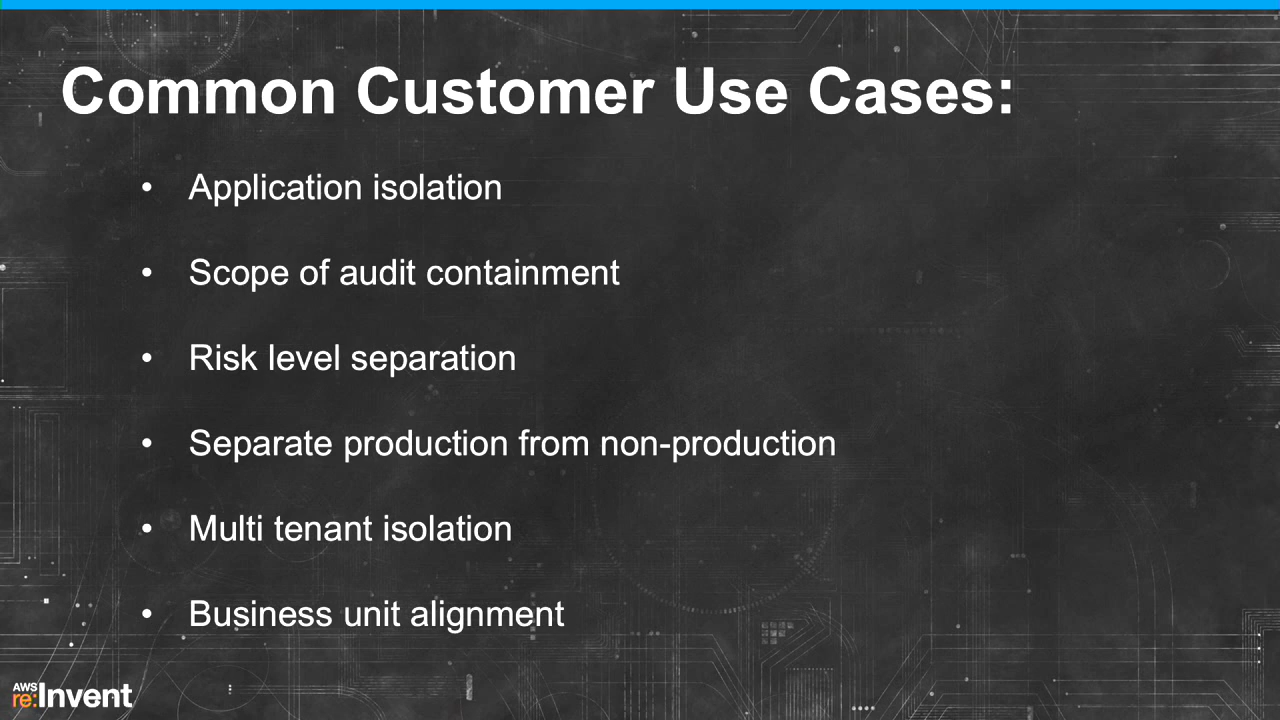 Common Customer Use Cases:
• Application isolation
• Scope of audit containment
• Risk level separation
• Separate production from non-production
• Multi tenant isolation
• Business unit alignment
AWS
re:Invent